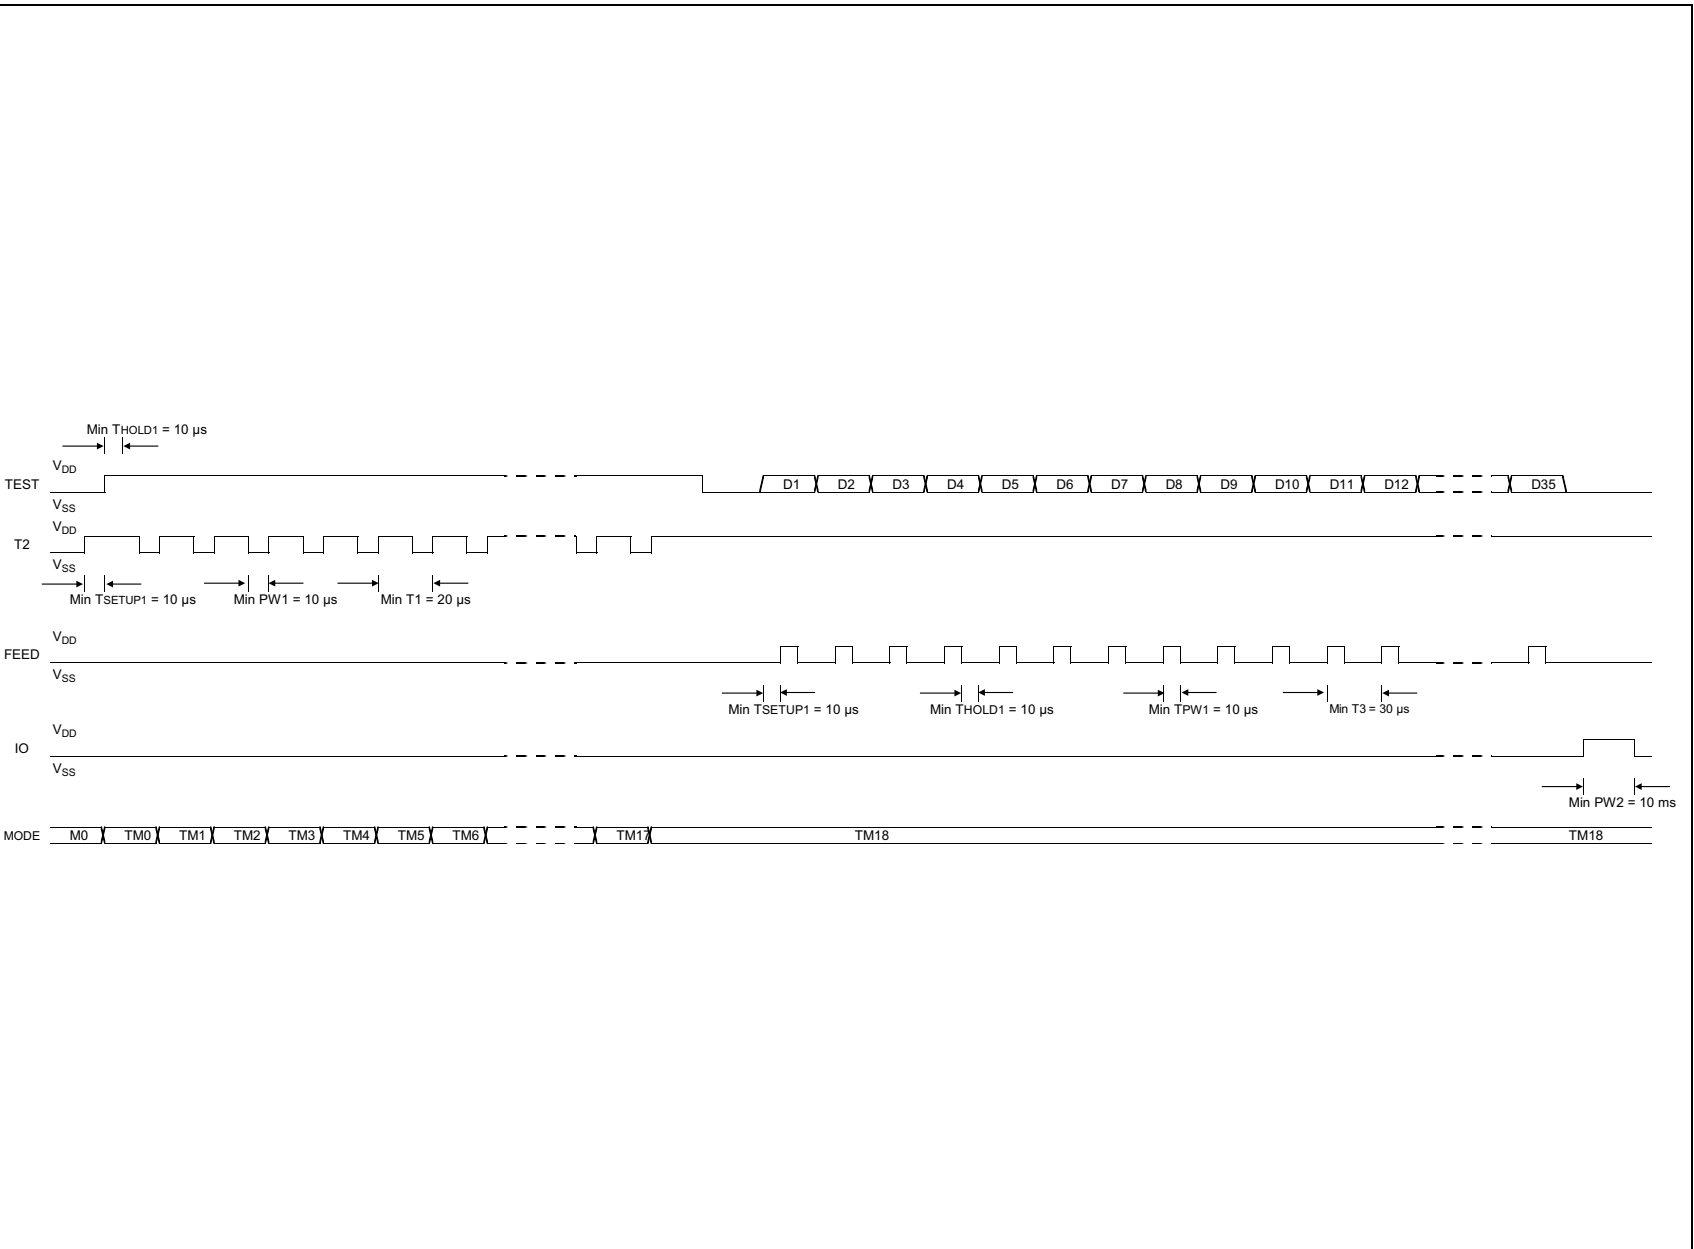 Min THOLD1 = 10 µs
VDD
TEST
D1 D2 D3 D4 D5 D6 D7 D8 D9 D10 D11 D12 D35
VSS
VDD
T2
VSS
Min TSETUP1 = 10 µs Min PW1 = 10 µs Min T1 = 20 µs
VDD
FEED
VSS
Min TSETUP1 = 10 µs Min THOLD1 = 10 µs Min TPW1 = 10 µs Min T3 = 30 µs
VDD
IO
VSS
Min PW2 = 10 ms
MODE M0 TM0 TM1 TM2 TM3 TM4 TM5 TM6 TM17 TM18 TM18